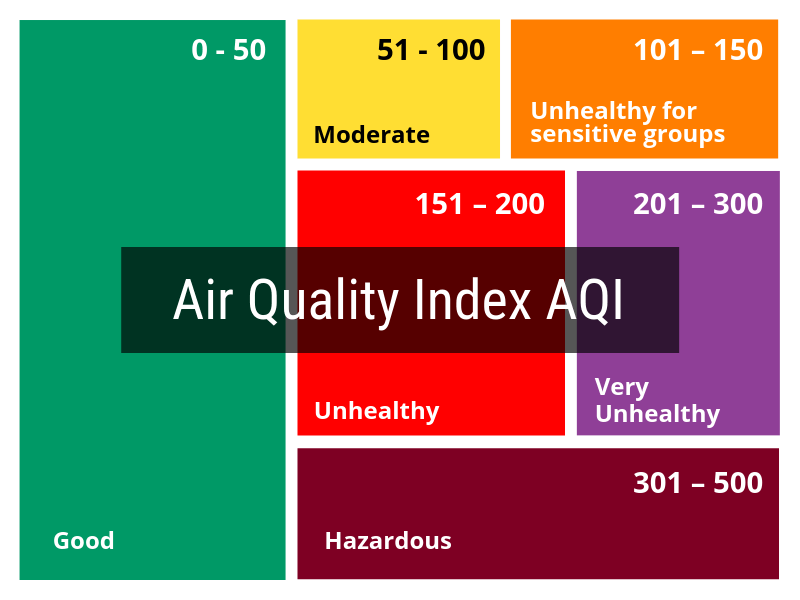 0 - 50
Good
51 - 100
Moderate
101 – 150
Unhealthy for
sensitive groups
151 – 200
Unhealthy
201 – 300
Very
Unhealthy
Air Quality Index AQI
301 – 500
Hazardous